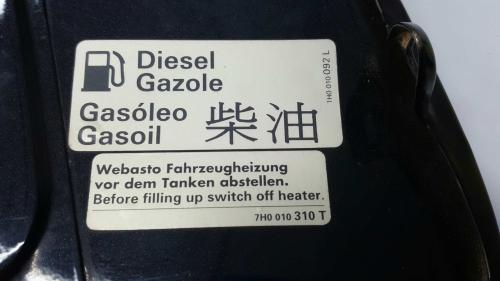 Diesel
Gazole
Gasóleo
Gasoil
柴油
1H0 010 092 L
Webasto Fahrzeugheizung
vor dem Tanken abstellen.
Before filling up switch off heater.
7H0 010 310 T